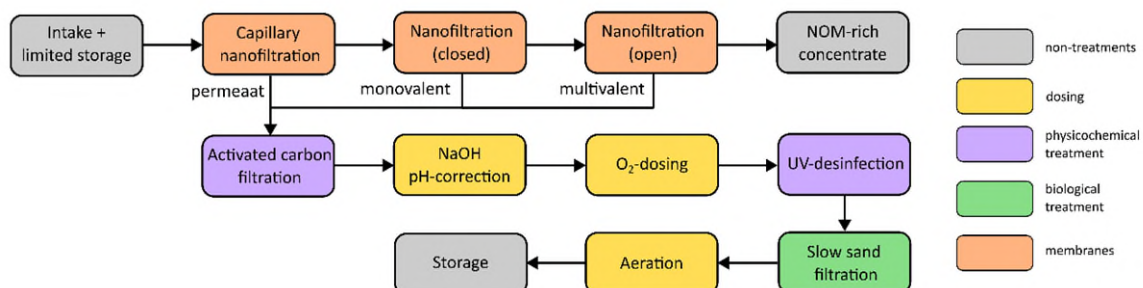 Intake +
limited storage
Capillary
nanofiltration
Nanofiltration
(closed)
Nanofiltration
(open)
NOM-rich
concentrate
permeaat
monovalent
multivalent
Activated carbon
filtration
NaOH
pH-correction
O₂-dosing
UV-desinfection
Storage
Aeration
Slow sand
filtration
non-treatments
dosing
physicochemical
treatment
biological
treatment
membranes